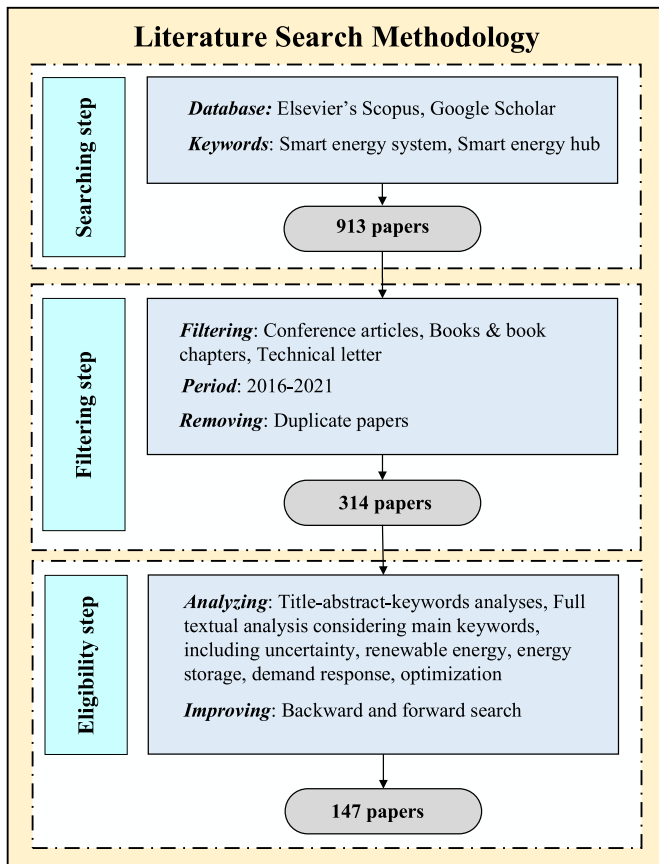 Literature Search Methodology
Searching step
Database: Elsevier's Scopus, Google Scholar
Keywords: Smart energy system, Smart energy hub
913 papers
Filtering step
Filtering: Conference articles, Books & book
chapters, Technical letter
Period: 2016-2021
Removing: Duplicate papers
314 papers
Eligibility step
Analyzing: Title-abstract-keywords analyses, Full
textual analysis considering main keywords,
including uncertainty, renewable energy, energy
storage, demand response, optimization
Improving: Backward and forward search
147 papers